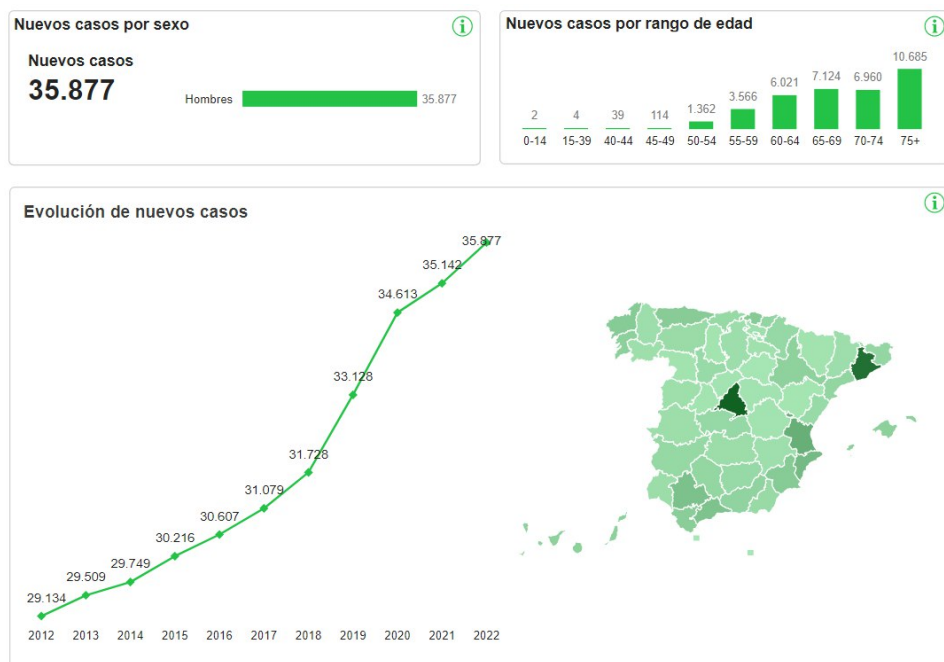 Nuevos casos por sexo
Nuevos casos
35.877
Hombres 35.877
Nuevos casos por rango de edad
2 4 39 114 1.362 3.566 6.021 7.124 6.960 10.685
0-14 15-39 40-44 45-49 50-54 55-59 60-64 65-69 70-74 75+
Evolución de nuevos casos
29.134 29.509 29.749 30.216 30.607 31.079 31.728 33.128 34.613 35.142 35.877
2012 2013 2014 2015 2016 2017 2018 2019 2020 2021 2022